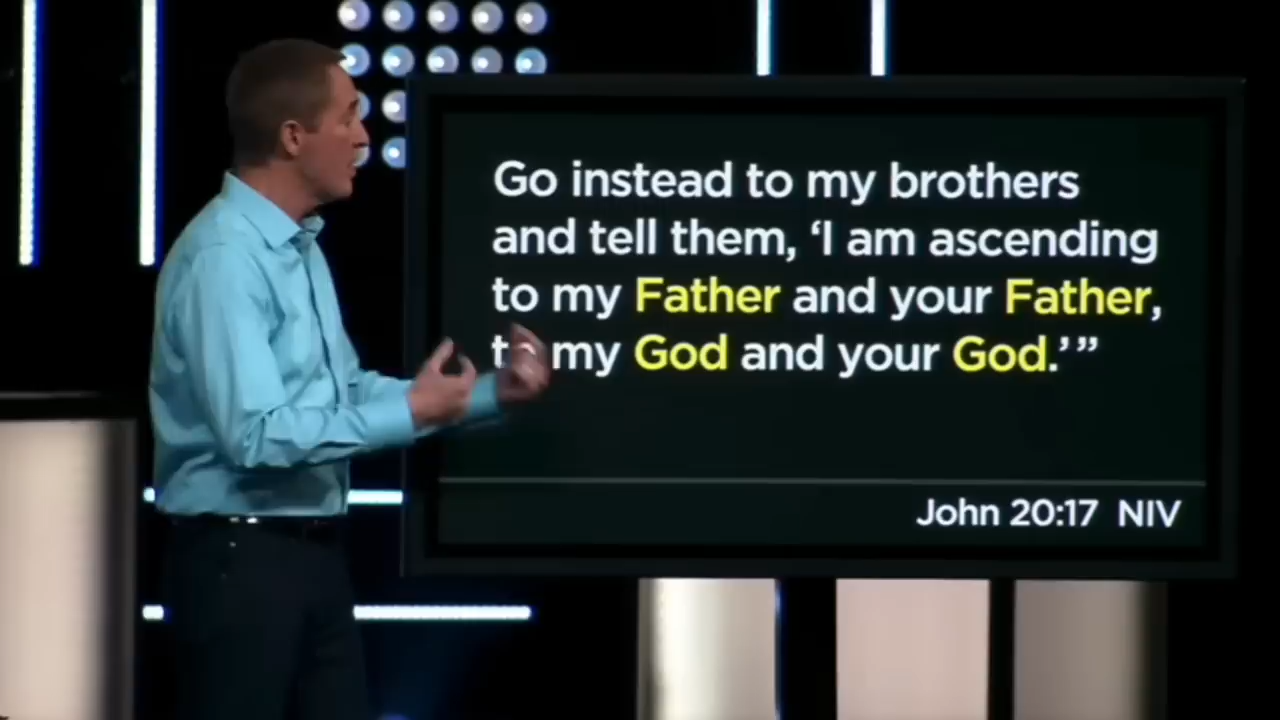 Go instead to my brothers
and tell them, ‘I am ascending
to my Father and your Father,
to my God and your God.’”
John 20:17 NIV